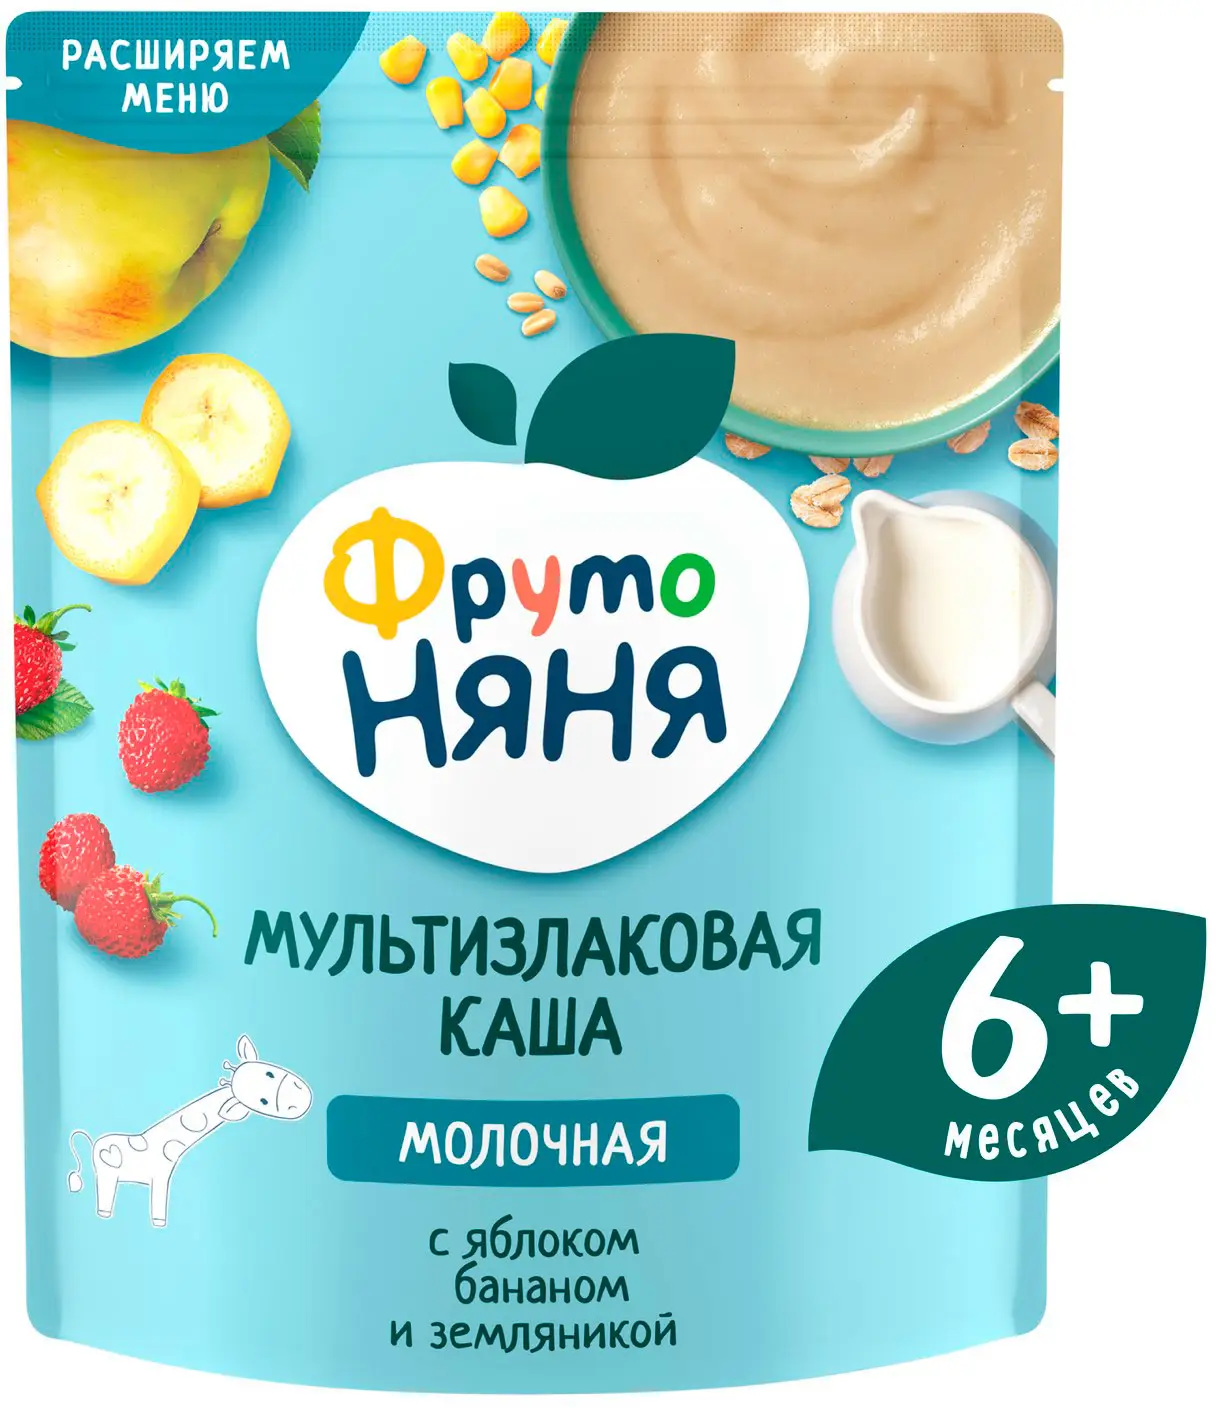 РАСШИРЯЕМ
МЕНЮ
Фруто
НЯНЯ
МУЛЬТИЗЛАКОВАЯ
КАША
МОЛОЧНАЯ
с яблоком
бананом
и земляникой
6+
месяцев